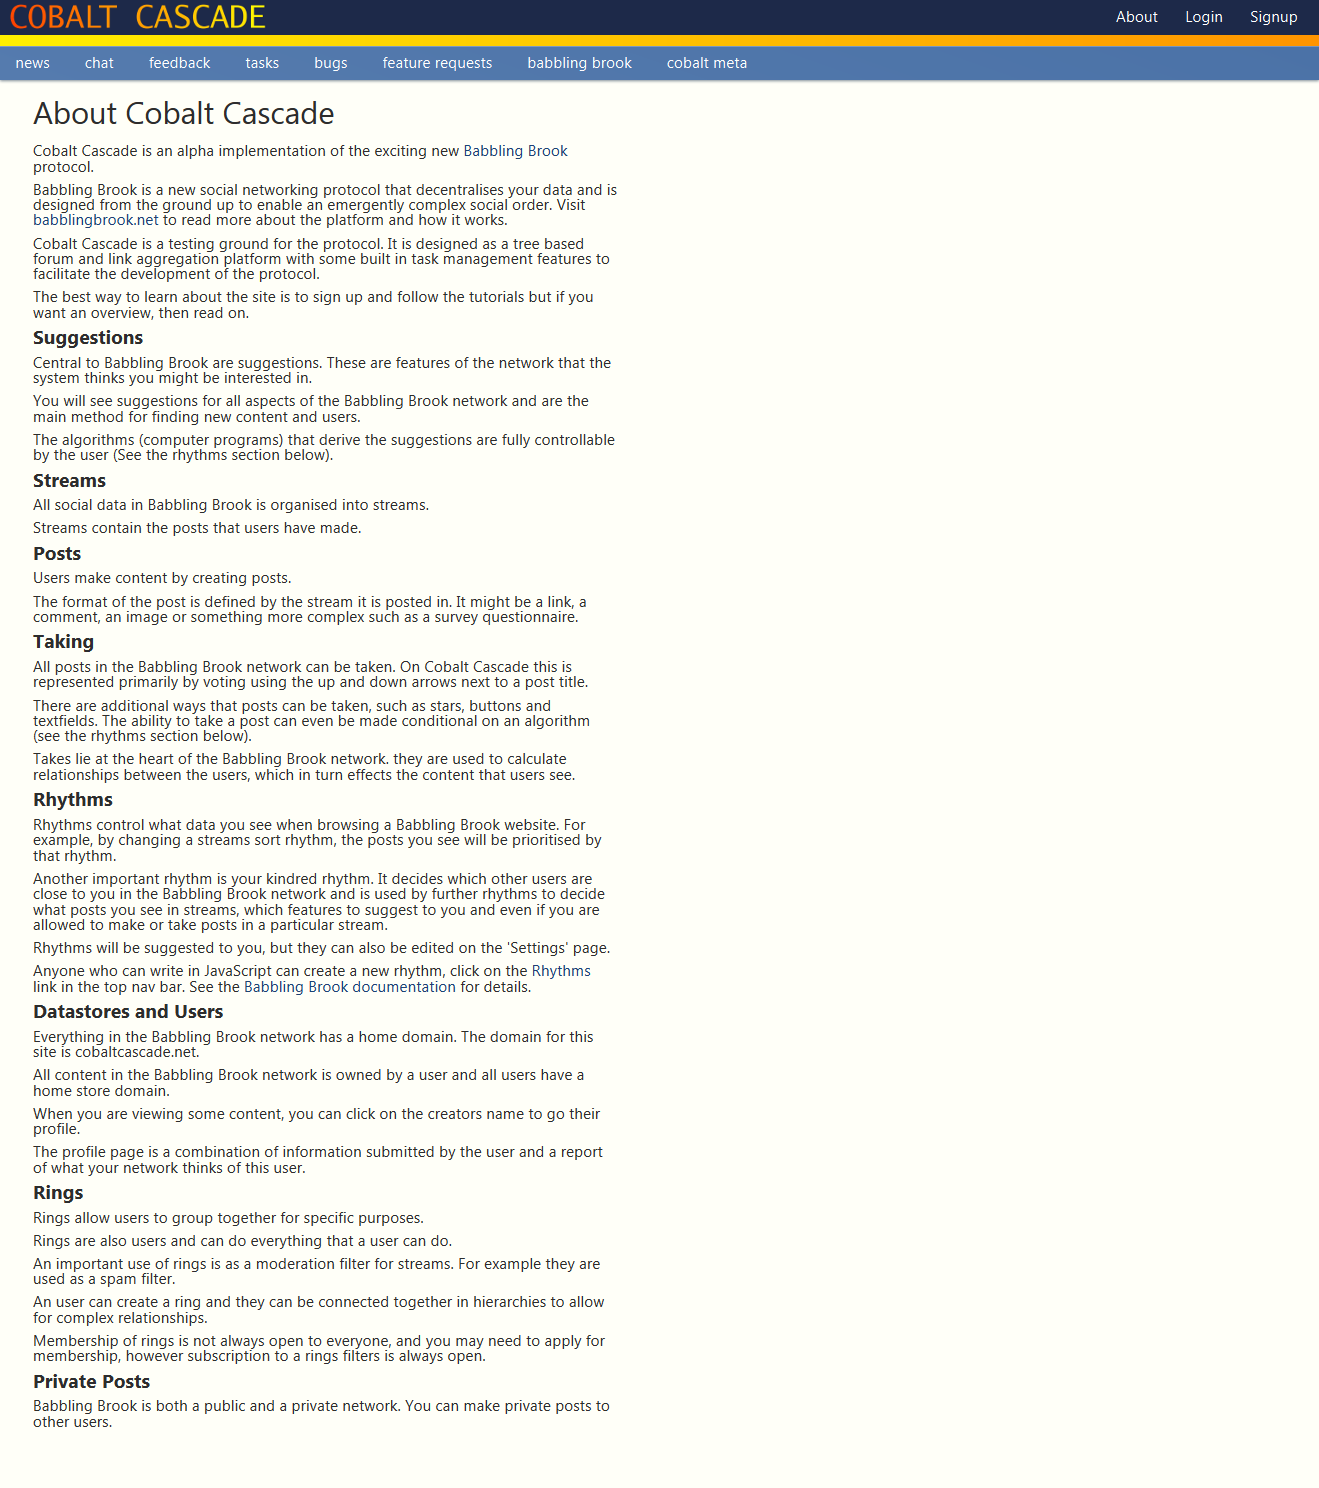 COBALT CASCADE
About Login Signup
news chat feedback tasks bugs feature requests babbling brook cobalt meta
About Cobalt Cascade
Cobalt Cascade is an alpha implementation of the exciting new Babbling Brook
protocol.
Babbling Brook is a new social networking protocol that decentralises your data and is
designed from the ground up to enable an emergently complex social order. Visit
babblingbrook.net to read more about the platform and how it works.
Cobalt Cascade is a testing ground for the protocol. It is designed as a tree based
forum and link aggregation platform with some built in task management features to
facilitate the development of the protocol.
The best way to learn about the site is to sign up and follow the tutorials but if you
want an overview, then read on.
Suggestions
Central to Babbling Brook are suggestions. These are features of the network that the
system thinks you might be interested in.
You will see suggestions for all aspects of the Babbling Brook network and are the
main method for finding new content and users.
The algorithms (computer programs) that derive the suggestions are fully controllable
by the user (See the rhythms section below).
Streams
All social data in Babbling Brook is organised into streams.
Streams contain the posts that users have made.
Posts
Users make content by creating posts.
The format of the post is defined by the stream it is posted in. It might be a link, a
comment, an image or something more complex such as a survey questionnaire.
Taking
All posts in the Babbling Brook network can be taken. On Cobalt Cascade this is
represented primarily by voting using the up and down arrows next to a post title.
There are additional ways that posts can be taken, such as stars, buttons and
textfields. The ability to take a post can even be made conditional on an algorithm
(see the rhythms section below).
Takes lie at the heart of the Babbling Brook network. they are used to calculate
relationships between the users, which in turn effects the content that users see.
Rhythms
Rhythms control what data you see when browsing a Babbling Brook website. For
example, by changing a streams sort rhythm, the posts you see will be prioritised by
that rhythm.
Another important rhythm is your kindred rhythm. It decides which other users are
close to you in the Babbling Brook network and is used by further rhythms to decide
what posts you see in streams, which features to suggest to you and even if you are
allowed to make or take posts in a particular stream.
Rhythms will be suggested to you, but they can also be edited on the 'Settings' page.
Anyone who can write in JavaScript can create a new rhythm, click on the Rhythms
link in the top nav bar. See the Babbling Brook documentation for details.
Datastores and Users
Everything in the Babbling Brook network has a home domain. The domain for this
site is cobaltcascade.net.
All content in the Babbling Brook network is owned by a user and all users have a
home store domain.
When you are viewing some content, you can click on the creators name to go their
profile.
The profile page is a combination of information submitted by the user and a report
of what your network thinks of this user.
Rings
Rings allow users to group together for specific purposes.
Rings are also users and can do everything that a user can do.
An important use of rings is as a moderation filter for streams. For example they are
used as a spam filter.
An user can create a ring and they can be connected together in hierarchies to allow
for complex relationships.
Membership of rings is not always open to everyone, and you may need to apply for
membership, however subscription to a rings filters is always open.
Private Posts
Babbling Brook is both a public and a private network. You can make private posts to
other users.